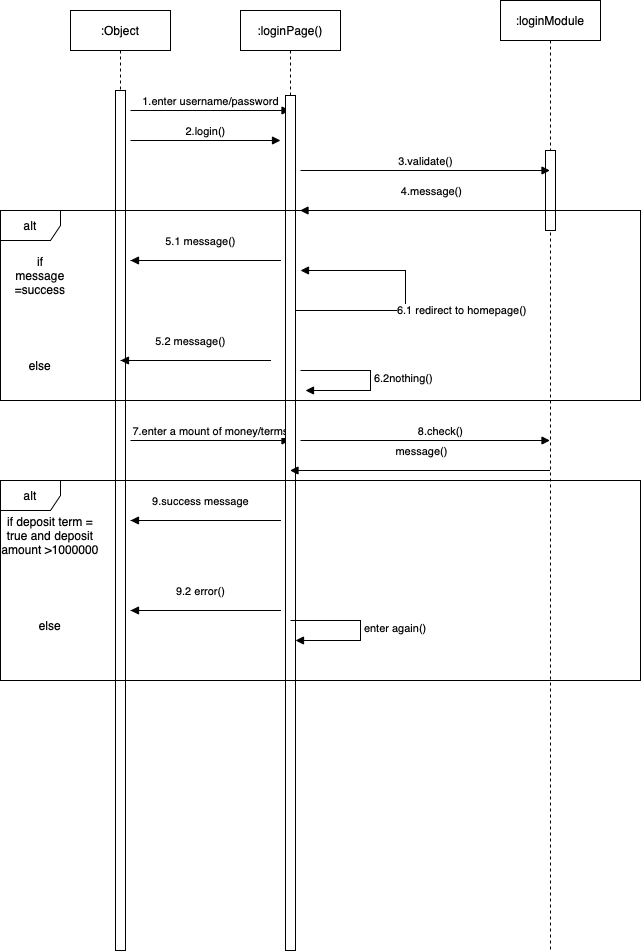 :Object
:loginPage()
:loginModule
1.enter username/password
2.login()
3.validate()
4.message()
alt
5.1 message()
if
message
=success
6.1 redirect to homepage()
5.2 message()
else
6.2nothing()
7.enter a mount of money/terms
8.check()
message()
alt
9.success message
if deposit term =
true and deposit
amount >1000000
9.2 error()
else
enter again()